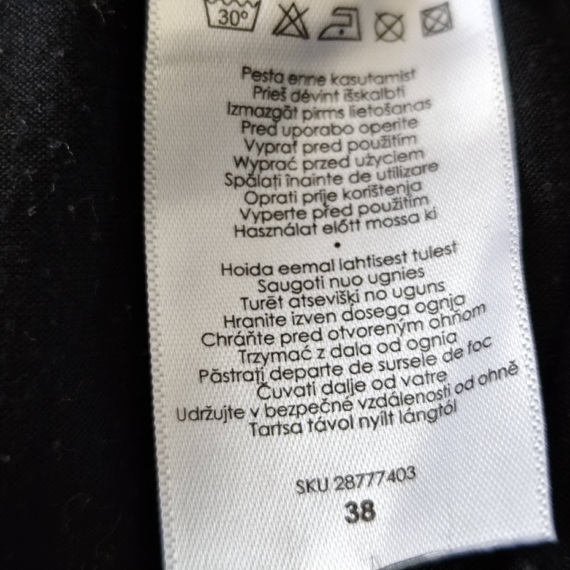 30°
Pesta enne kasutamist
Prieš dėvint išskalbti
Izmazgāt pirms lietošanas
Pred uporabo operite
Vyprať pred použitím
Wyprać przed użyciem
Spălați înainte de utilizare
Oprati prije korištenja
Vyperte před použitím
Használat előtt mossa ki
•
Hoida eemal lahtisest tulest
Saugoti nuo ugnies
Turēt atsevišķi no uguns
Hranite izven dosega ognja
Chráňte pred otvoreným ohňom
Trzymać z dala od ognia
Păstrați departe de sursele de foc
Čuvati dalje od vatre
Udržujte v bezpečné vzdálenosti od ohně
Tartsa távol nyílt lángtól
SKU 28777403
38